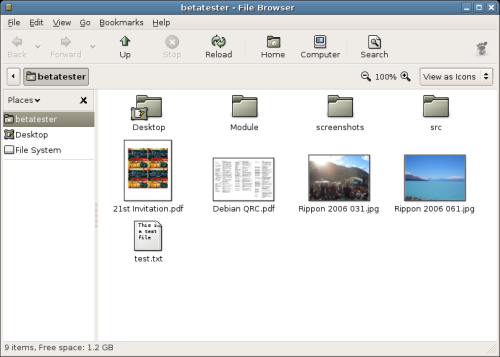 betatester - File Browser
File Edit View Go Bookmarks Help
Back Forward Up Stop Reload Home Computer Search
betatester 100% View as Icons
Places
betatester
Desktop
File System
Desktop Module screenshots src
21st Invitation.pdf Debian QRC.pdf Rippon 2006 031.jpg Rippon 2006 061.jpg
This is
a test
file
test.txt
9 items, Free space: 1.2 GB